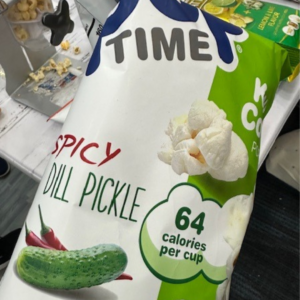 TIME
SPICY
DILL PICKLE
64
calories
per cup